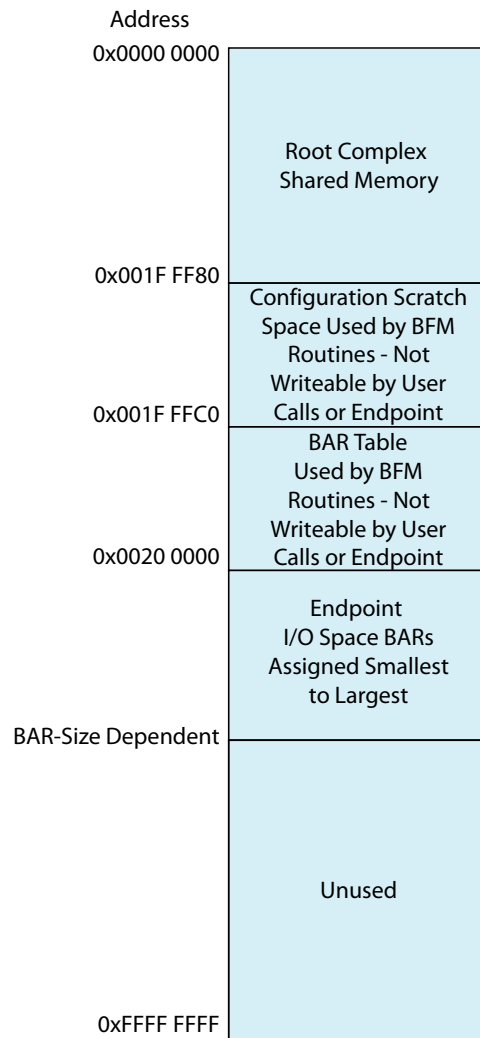 Address
0x0000 0000
Root Complex
Shared Memory
0x001F FF80
Configuration Scratch
Space Used by BFM
Routines - Not
Writeable by User
Calls or Endpoint
0x001F FFC0
BAR Table
Used by BFM
Routines - Not
Writeable by User
Calls or Endpoint
0x0020 0000
Endpoint
I/O Space BARs
Assigned Smallest
to Largest
BAR-Size Dependent
Unused
0xFFFF FFFF